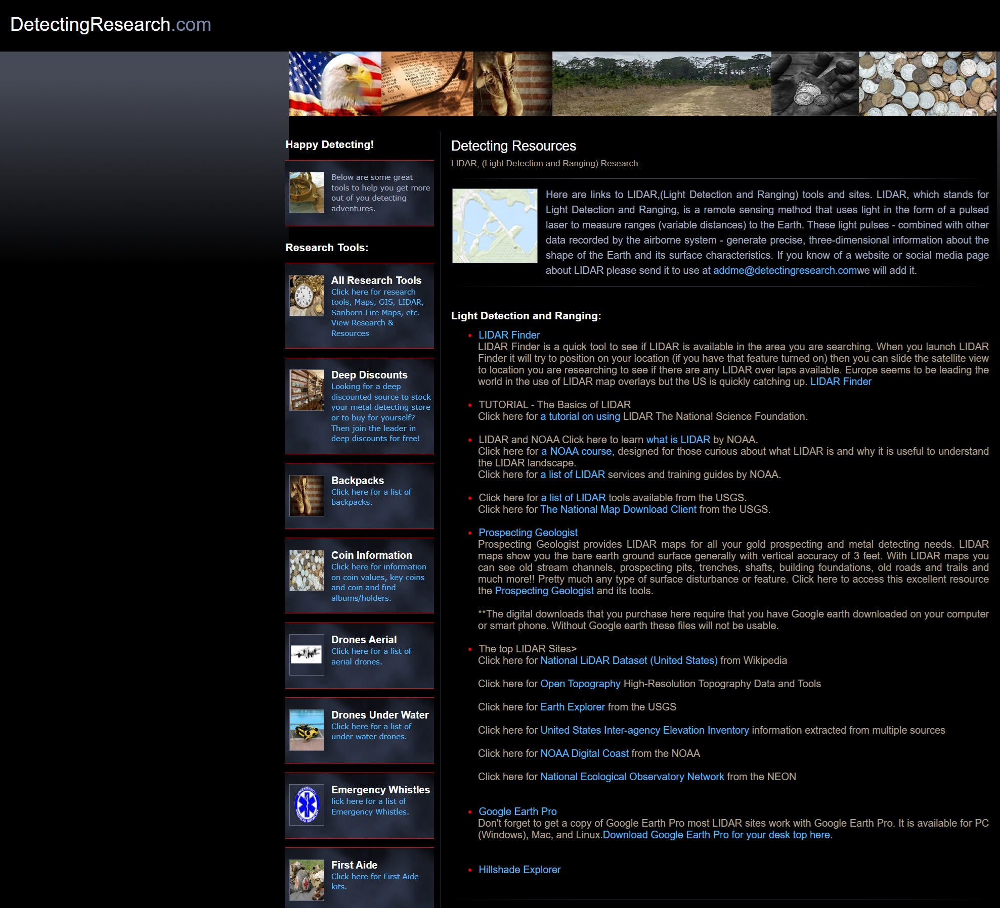 DetectingResearch.com
Happy Detecting!
Below are some great
tools to help you get more
out of you detecting
adventures.
Research Tools:
All Research Tools
Click here for research
tools, Maps, GIS, LIDAR,
Sanborn Fire Maps, etc.
View Research &
Resources
Deep Discounts
Looking for a deep
discounted source to stock
your metal detecting store
or to buy for yourself?
Then join the leader in
deep discounts for free!
Backpacks
Click here for a list of
backpacks.
Coin Information
Click here for information
on coin values, key coins
and coin and find
albums/holders.
Drones Aerial
Click here for a list of
aerial drones.
Drones Under Water
Click here for a list of
under water drones.
Emergency Whistles
lick here for a list of
Emergency Whistles.
First Aide
Click here for First Aide
kits.
Detecting Resources
LIDAR, (Light Detection and Ranging) Research:
Here are links to LIDAR,(Light Detection and Ranging) tools and sites. LIDAR, which stands for
Light Detection and Ranging, is a remote sensing method that uses light in the form of a pulsed
laser to measure ranges (variable distances) to the Earth. These light pulses - combined with other
data recorded by the airborne system - generate precise, three-dimensional information about the
shape of the Earth and its surface characteristics. If you know of a website or social media page
about LIDAR please send it to use at addme@detectingresearch.comwe will add it.
Light Detection and Ranging:
• LIDAR Finder
LIDAR Finder is a quick tool to see if LIDAR is available in the area you are searching. When you launch LIDAR
Finder it will try to position on your location (if you have that feature turned on) then you can slide the satellite view
to location you are researching to see if there are any LIDAR over laps available. Europe seems to be leading the
world in the use of LIDAR map overlays but the US is quickly catching up. LIDAR Finder
• TUTORIAL - The Basics of LIDAR
Click here for a tutorial on using LIDAR The National Science Foundation.
• LIDAR and NOAA Click here to learn what is LIDAR by NOAA.
Click here for a NOAA course, designed for those curious about what LIDAR is and why it is useful to understand
the LIDAR landscape.
Click here for a list of LIDAR services and training guides by NOAA.
• Click here for a list of LIDAR tools available from the USGS.
Click here for The National Map Download Client from the USGS.
• Prospecting Geologist
Prospecting Geologist provides LIDAR maps for all your gold prospecting and metal detecting needs. LIDAR
maps show you the bare earth ground surface generally with vertical accuracy of 3 feet. With LIDAR maps you
can see old stream channels, prospecting pits, trenches, shafts, building foundations, old roads and trails and
much more!! Pretty much any type of surface disturbance or feature. Click here to access this excellent resource
the Prospecting Geologist and its tools.
**The digital downloads that you purchase here require that you have Google earth downloaded on your computer
or smart phone. Without Google earth these files will not be usable.
• The top LIDAR Sites>
Click here for National LiDAR Dataset (United States) from Wikipedia
Click here for Open Topography High-Resolution Topography Data and Tools
Click here for Earth Explorer from the USGS
Click here for United States Inter-agency Elevation Inventory information extracted from multiple sources
Click here for NOAA Digital Coast from the NOAA
Click here for National Ecological Observatory Network from the NEON
• Google Earth Pro
Don't forget to get a copy of Google Earth Pro most LIDAR sites work with Google Earth Pro. It is available for PC
(Windows), Mac, and Linux.Download Google Earth Pro for your desk top here.
• Hillshade Explorer